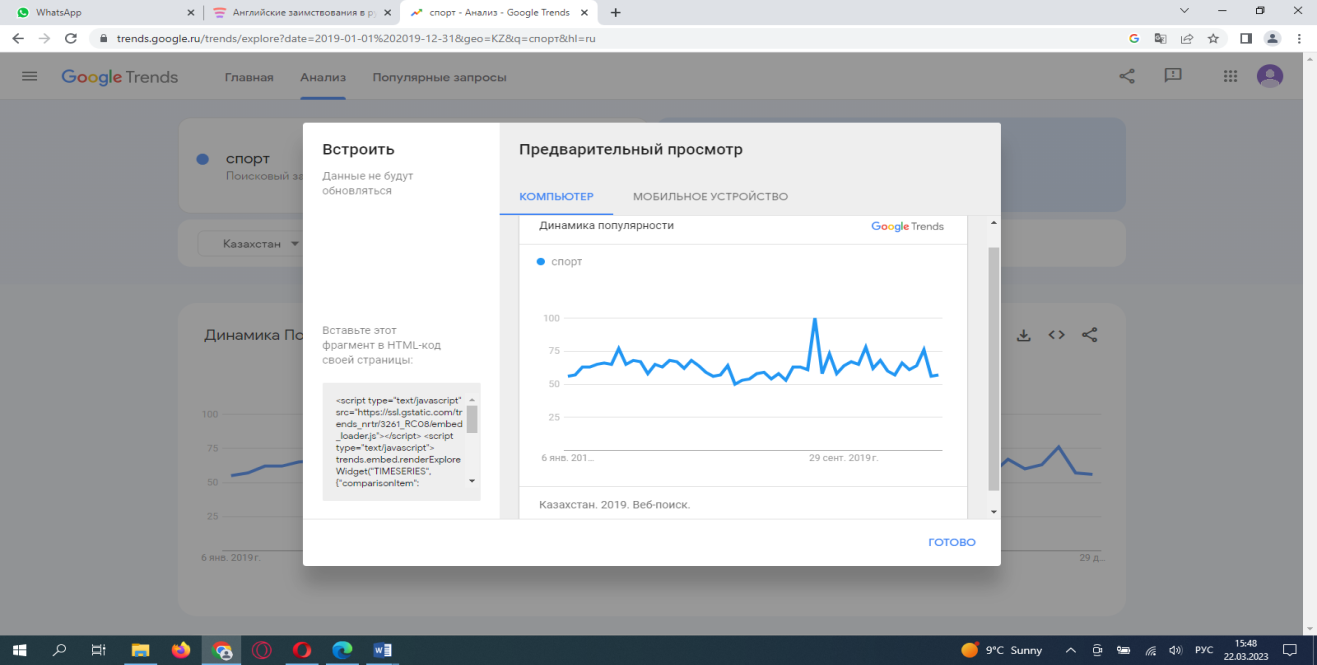 WhatsApp
Английские заимствования в ру
спорт - Анализ - Google Trends
trends.google.ru/trends/explore?date=2019-01-01%202019-12-31&geo=KZ&q=спорт&hl=ru
Google Trends
Главная
Анализ
Популярные запросы
спорт
Поисковый за
Казахстан
Динамика По
100
75
50
25
6 янв. 2019 г.
29 д...
Встроить
Данные не будут
обновляться
Вставьте этот
фрагмент в HTML-код
своей страницы:
<script type="text/javascript"
src="https://ssl.gstatic.com/tr
ends_nrtr/3261_RC08/embed
_loader.js"></script> <script
type="text/javascript">
trends.embed.renderExplore
Widget("TIMESERIES",
{"comparisonItem":
Предварительный просмотр
КОМПЬЮТЕР
МОБИЛЬНОЕ УСТРОЙСТВО
Динамика популярности
Google Trends
спорт
100
75
50
25
6 янв. 201...
29 сент. 2019 г.
Казахстан. 2019. Веб-поиск.
ГОТОВО
9°C Sunny
РУС
15:48
22.03.2023